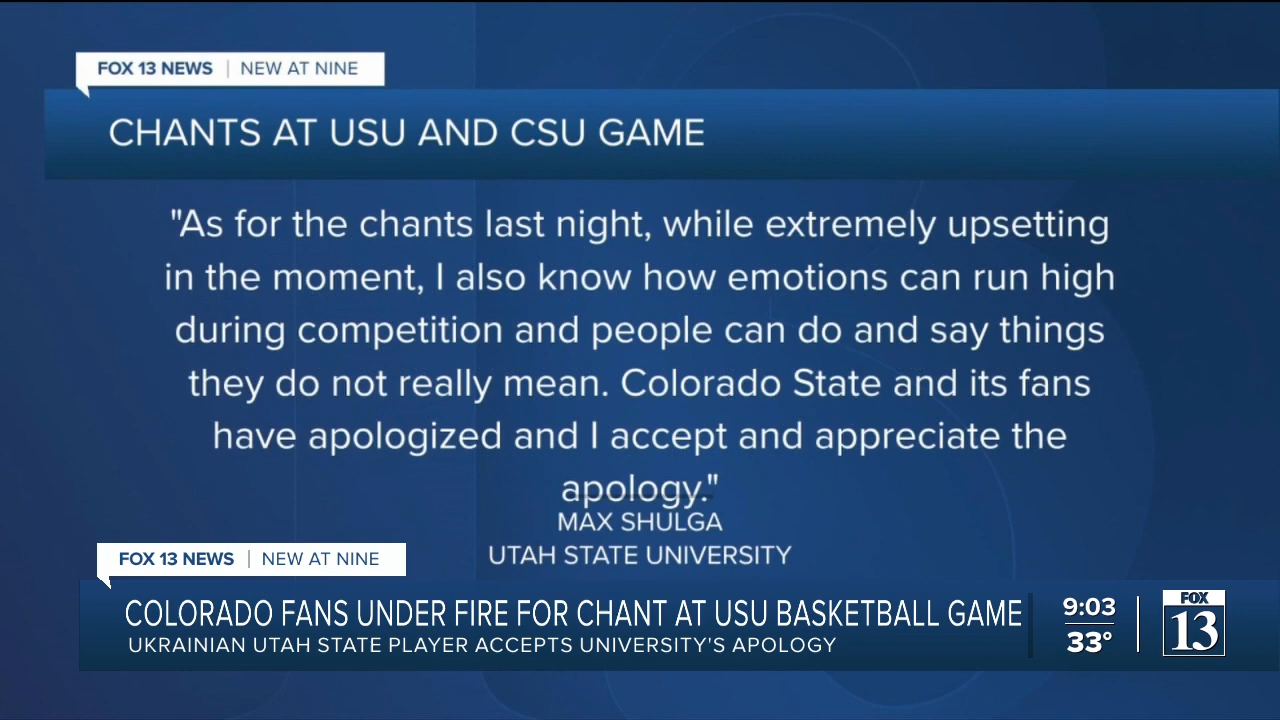 FOX 13 NEWS | NEW AT NINE
CHANTS AT USU AND CSU GAME
"As for the chants last night, while extremely upsetting
in the moment, I also know how emotions can run high
during competition and people can do and say things
they do not really mean. Colorado State and its fans
have apologized and I accept and appreciate the
apology."
MAX SHULGA
UTAH STATE UNIVERSITY
FOX 13 NEWS | NEW AT NINE
COLORADO FANS UNDER FIRE FOR CHANT AT USU BASKETBALL GAME
UKRAINIAN UTAH STATE PLAYER ACCEPTS UNIVERSITY'S APOLOGY
9:03
33°
FOX
13